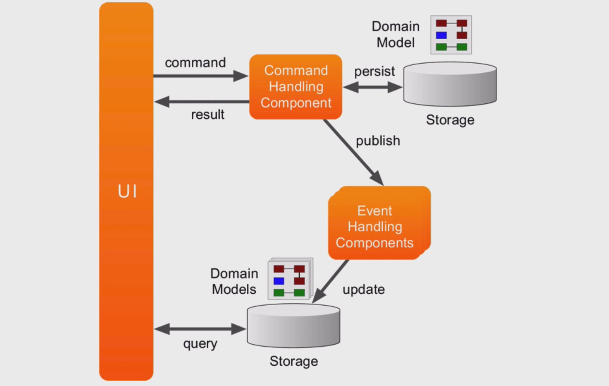 UI
command
result
Command
Handling
Component
persist
Domain
Model
Storage
publish
Event
Handling
Components
update
Domain
Models
Storage
query